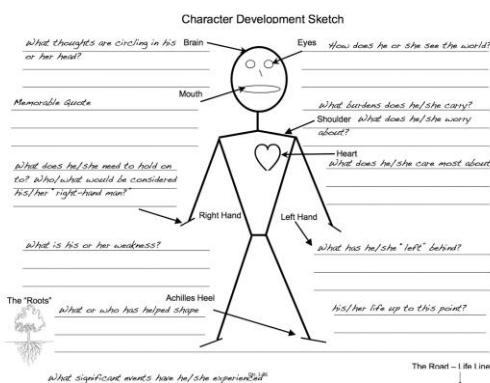 Character Development Sketch
What thoughts are circling in his
or her head?
Brain
Eyes
How does he or she see the world?
Mouth
Memorable Quote
What burdens does he/she carry?
Shoulder What does he/she worry
about?
Heart
What does he/she need to hold on
to? Who/what would be considered
his/her "right-hand man?"
What does he/she care most about
Right Hand
Left Hand
What is his or her weakness?
What has he/she "left" behind?
Achilles Heel
The "Roots"
What or who has helped shape
his/her life up to this point?
The Road – Life Line
What significant events have he/she experienced